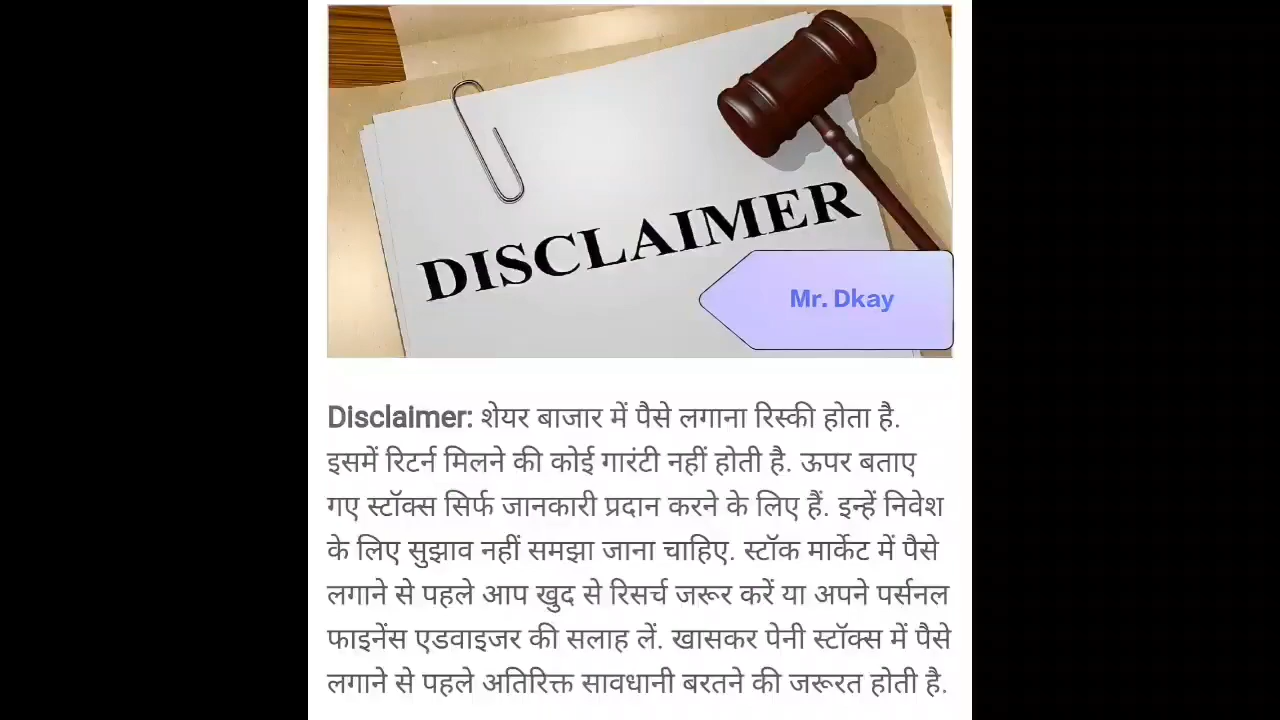 DISCLAIMER
Mr. Dkay
Disclaimer: शेयर बाजार में पैसे लगाना रिस्की होता है.
इसमें रिटर्न मिलने की कोई गारंटी नहीं होती है. ऊपर बताए
गए स्टॉक्स सिर्फ जानकारी प्रदान करने के लिए हैं. इन्हें निवेश
के लिए सुझाव नहीं समझा जाना चाहिए. स्टॉक मार्केट में पैसे
लगाने से पहले आप खुद से रिसर्च जरूर करें या अपने पर्सनल
फाइनेंस एडवाइजर की सलाह लें. खासकर पेनी स्टॉक्स में पैसे
लगाने से पहले अतिरिक्त सावधानी बरतने की जरूरत होती है.